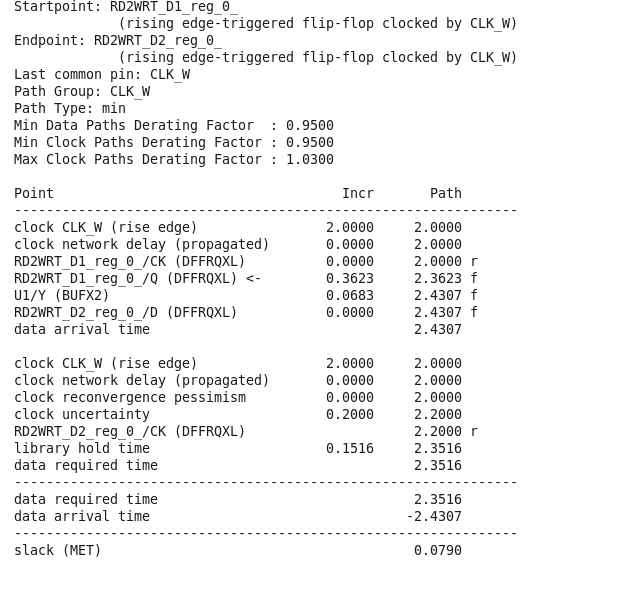 Startpoint: RD2WRT_D1_reg_0_
(rising edge-triggered flip-flop clocked by CLK_W)
Endpoint: RD2WRT_D2_reg_0_
(rising edge-triggered flip-flop clocked by CLK_W)
Last common pin: CLK_W
Path Group: CLK_W
Path Type: min
Min Data Paths Derating Factor  : 0.9500
Min Clock Paths Derating Factor : 0.9500
Max Clock Paths Derating Factor : 1.0300
Point                                    Incr       Path
---------------------------------------------------------------
clock CLK_W (rise edge)                2.0000     2.0000
clock network delay (propagated)       0.0000     2.0000
RD2WRT_D1_reg_0_/CK (DFFRQXL)          0.0000     2.0000 r
RD2WRT_D1_reg_0_/Q (DFFRQXL) <-        0.3623     2.3623 f
U1/Y (BUFX2)                           0.0683     2.4307 f
RD2WRT_D2_reg_0_/D (DFFRQXL)           0.0000     2.4307 f
data arrival time                                 2.4307
clock CLK_W (rise edge)                2.0000     2.0000
clock network delay (propagated)       0.0000     2.0000
clock reconvergence pessimism          0.0000     2.0000
clock uncertainty                      0.2000     2.2000
RD2WRT_D2_reg_0_/CK (DFFRQXL)                     2.2000 r
library hold time                      0.1516     2.3516
data required time                                2.3516
---------------------------------------------------------------
data required time                                2.3516
data arrival time                                -2.4307
---------------------------------------------------------------
slack (MET)                                       0.0790